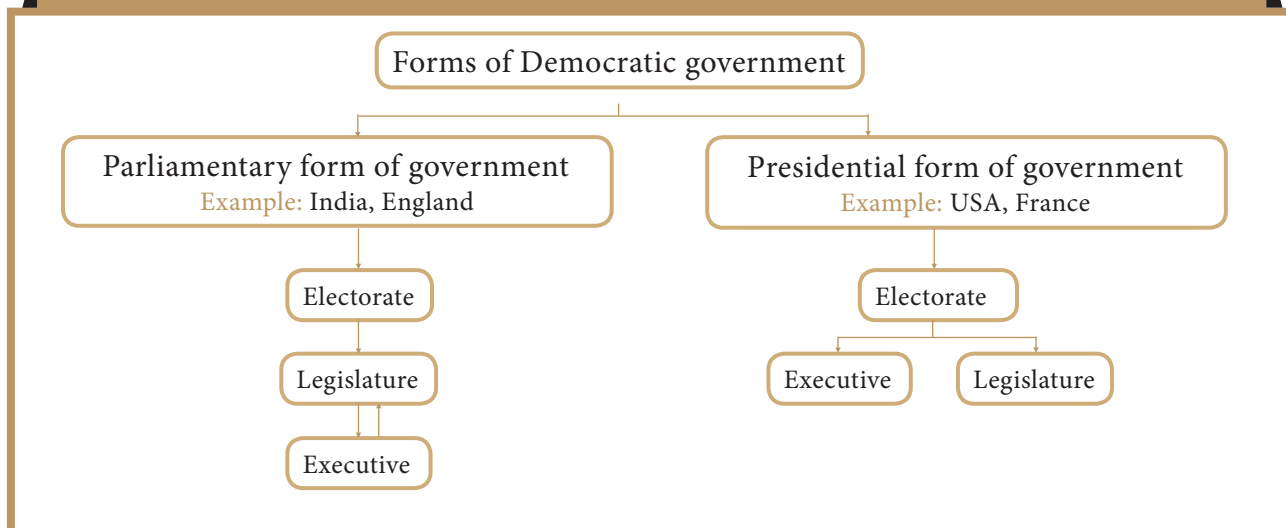 Forms of Democratic government
Parliamentary form of government
Example: India, England
Electorate
Legislature
Executive
Presidential form of government
Example: USA, France
Electorate
Executive
Legislature